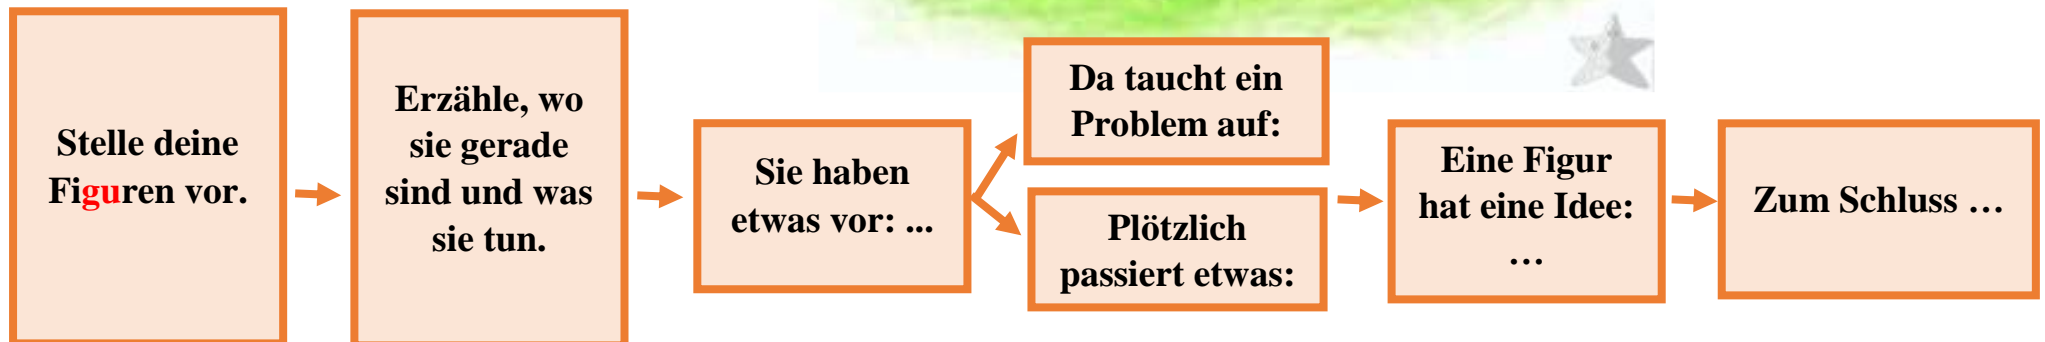 Stelle deine
Figuren vor.
Erzähle, wo
sie gerade
sind und was
sie tun.
Sie haben
etwas vor: ...
Da taucht ein
Problem auf:
Plötzlich
passiert etwas:
Eine Figur
hat eine Idee:
…
Zum Schluss …